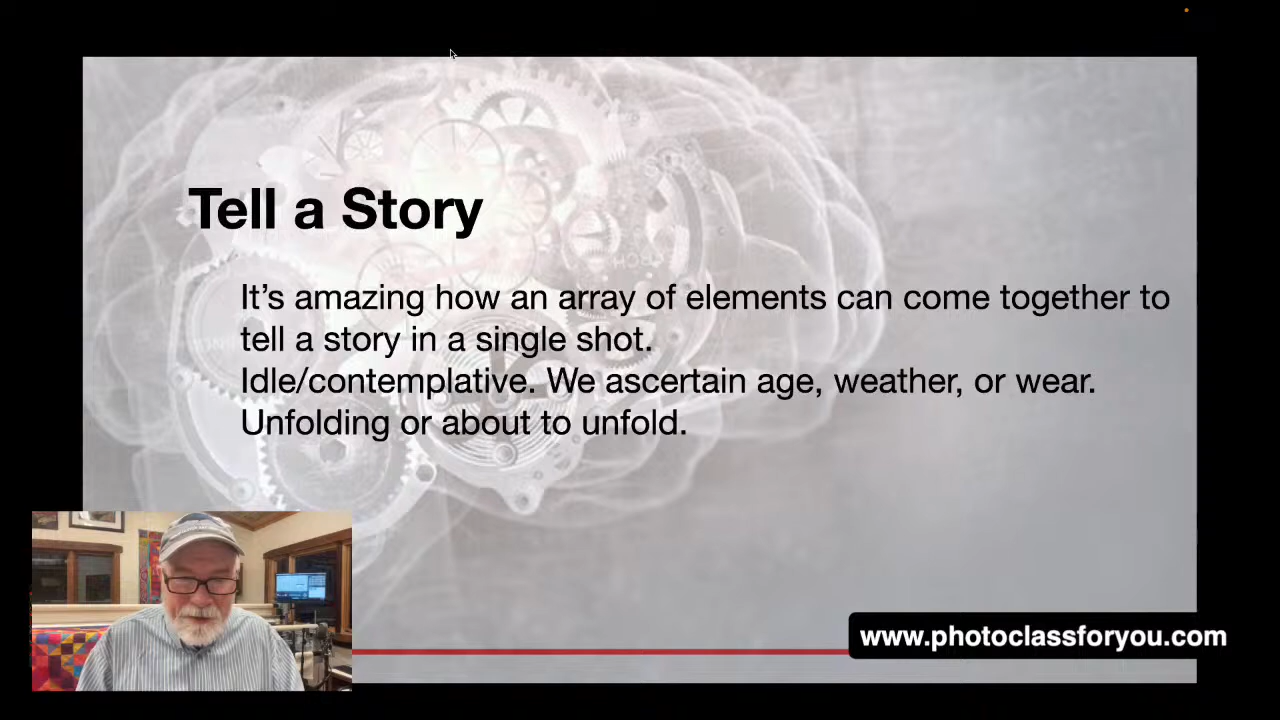 Tell a Story
It’s amazing how an array of elements can come together to
tell a story in a single shot.
Idle/contemplative. We ascertain age, weather, or wear.
Unfolding or about to unfold.
www.photoclassforyou.com